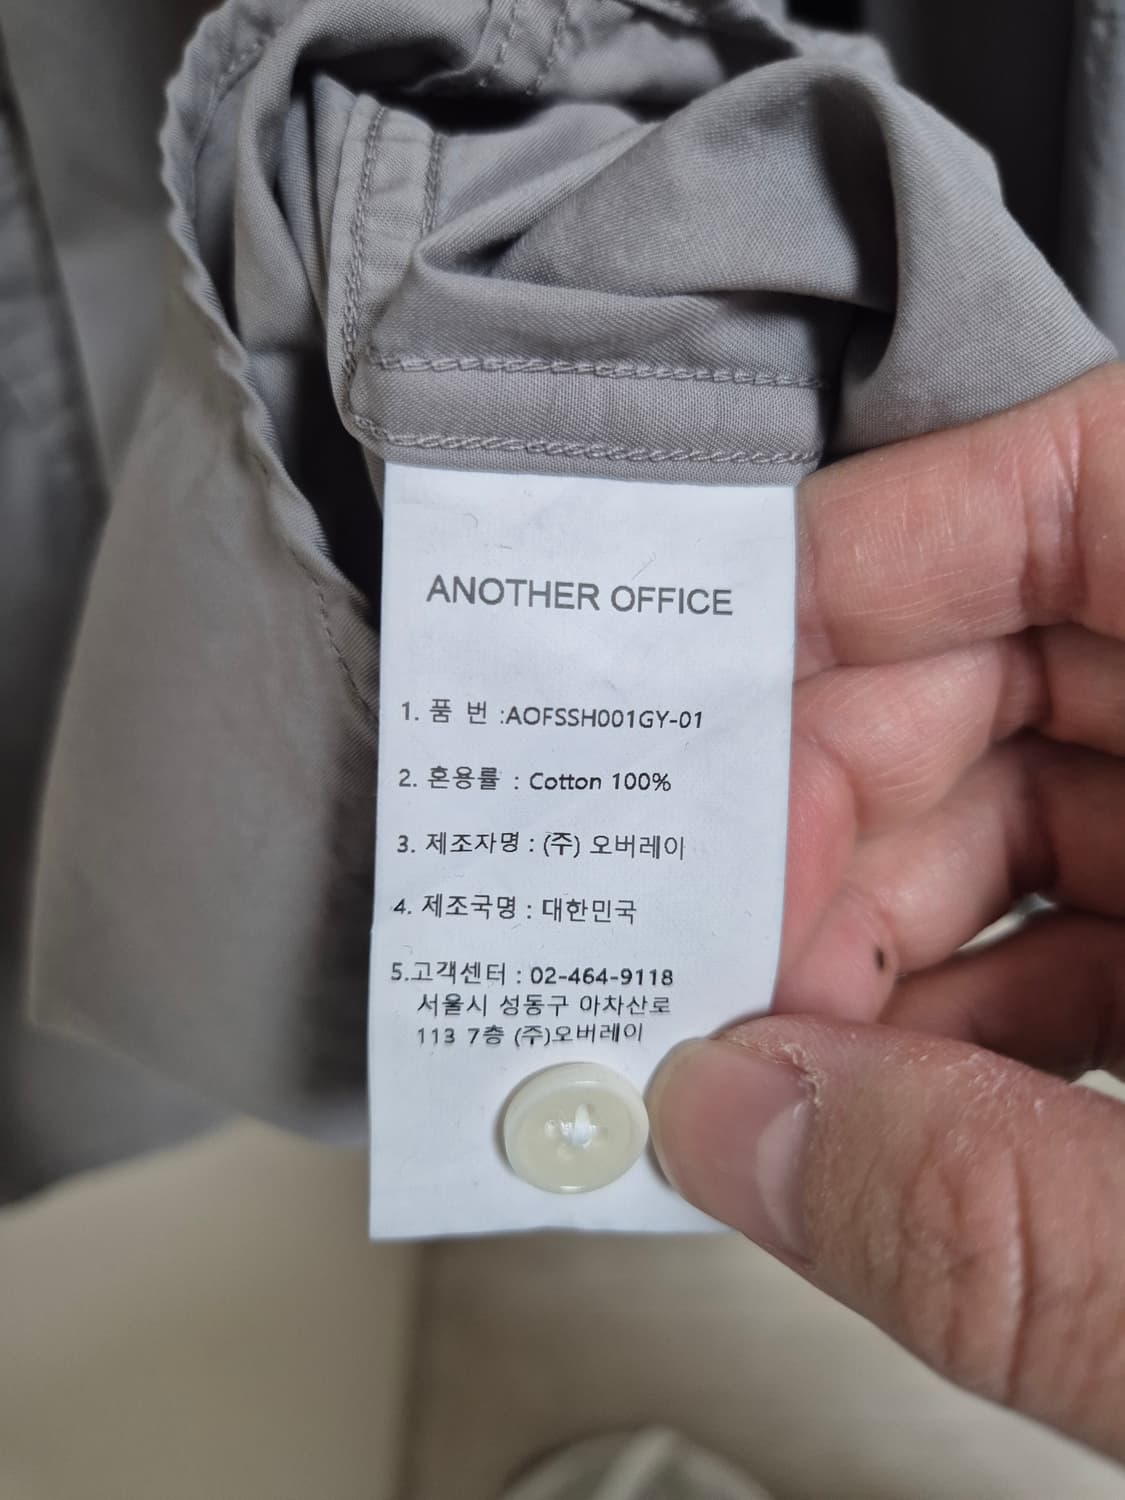 ANOTHER OFFICE
1. 품 번 :AOFSSH001GY-01
2. 혼용률 : Cotton 100%
3. 제조자명 : (주) 오버레이
4. 제조국명 : 대한민국
5.고객센터 : 02-464-9118
서울시 성동구 아차산로
113 7층 (주)오버레이